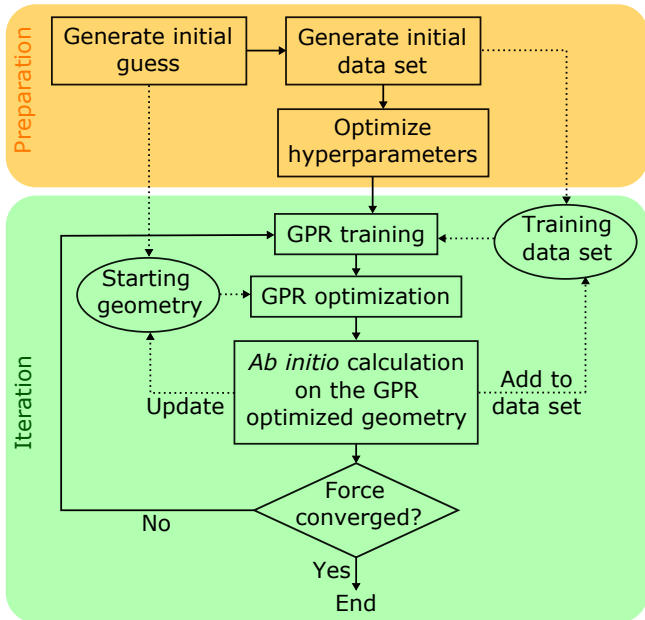 Preparation
Generate initial
guess
Generate initial
data set
Optimize
hyperparameters
Iteration
GPR training
Training
data set
Starting
geometry
GPR optimization
Ab initio calculation
on the GPR
optimized geometry
Update
Add to
data set
Force
converged?
No
Yes
End